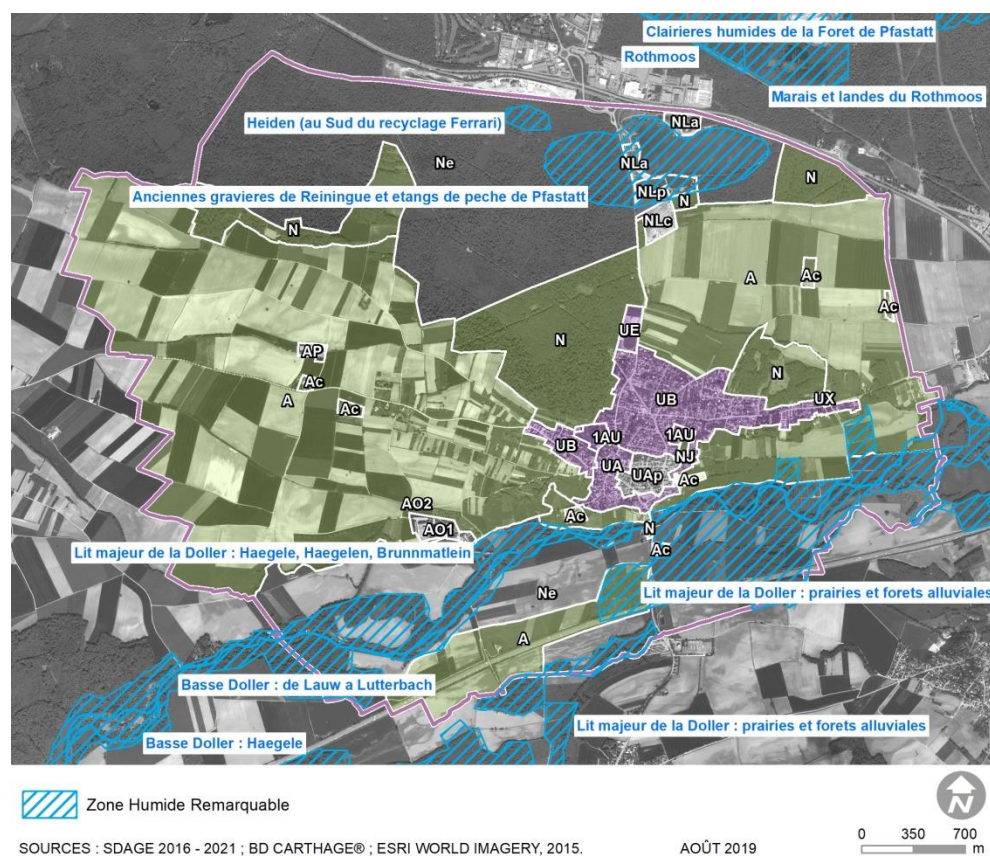 Clairieres humides de la Foret de Pfastatt
Rothmoos
Marais et landes du Rothmoos
Heiden (au Sud du recyclage Ferrari)
NLa
Ne
NLa
N
Anciennes gravieres de Reiningue et etangs de peche de Pfastatt
NLp
N
N
NLc
A
Ac
Ac
UE
N
AP
N
Ac
A
UB
UX
Ac
1AU
1AU
UB
NJ
UA
UAp
Ac
AO2
Ac
AO1
N
Lit majeur de la Doller : Haegele, Haegelen, Brunnmatlein
Ac
Ne
Lit majeur de la Doller : prairies et forets alluviales
A
Basse Doller : de Lauw a Lutterbach
Lit majeur de la Doller : prairies et forets alluviales
Basse Doller : Haegele
Zone Humide Remarquable
N
0 350 700
m
SOURCES : SDAGE 2016 - 2021 ; BD CARTHAGE® ; ESRI WORLD IMAGERY, 2015. AOÛT 2019